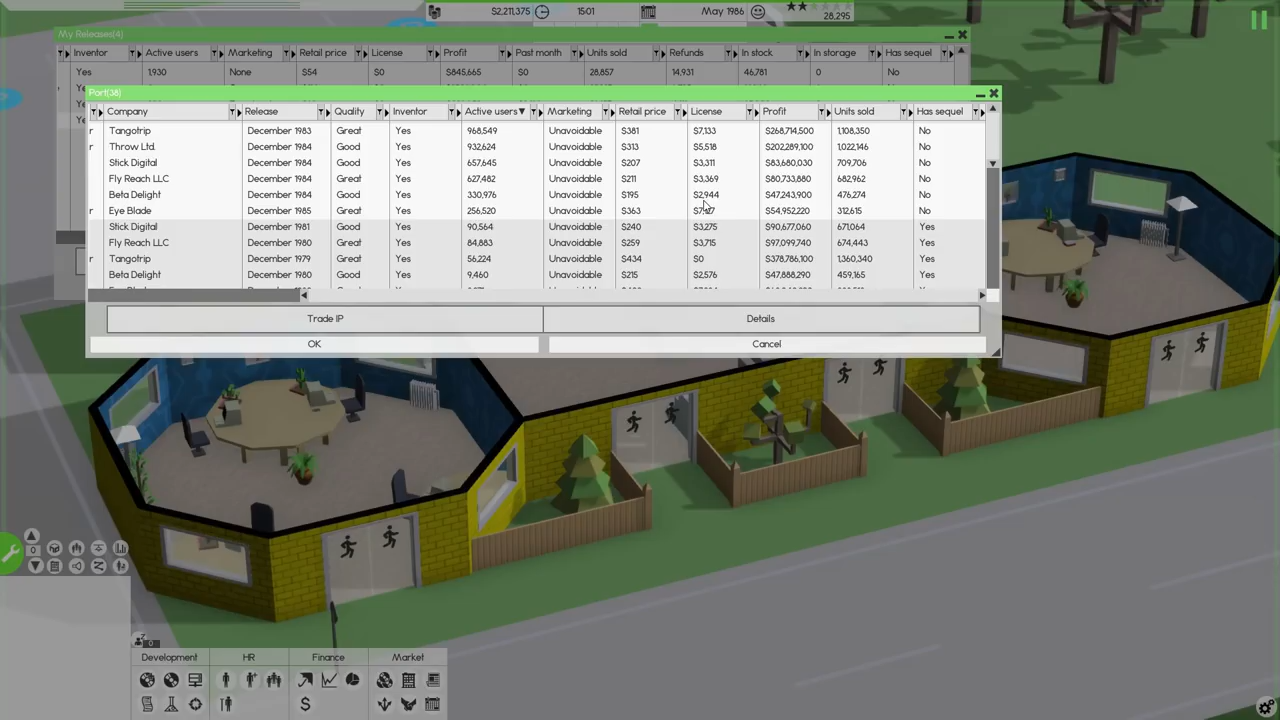 $2,211,375 1501 May 1986 28,295
My Releases(4)
Inventor Active users Marketing Retail price License Profit Past month Units sold Refunds In stock In storage Has sequel
Yes 1,930 None $54 $0 $845,665 $0 28,857 14,931 46,781 0 No
Port(38)
Company Release Quality Inventor Active users▼ Marketing Retail price License Profit Units sold Has sequel
r Tangotrip December 1983 Great Yes 968,549 Unavoidable $381 $7,133 $268,714,500 1,108,350 No
Throw Ltd. December 1984 Good Yes 932,624 Unavoidable $313 $5,518 $202,289,100 1,022,146 No
Stick Digital December 1984 Good Yes 657,645 Unavoidable $207 $3,311 $83,680,030 709,706 No
Fly Reach LLC December 1984 Good Yes 627,482 Unavoidable $211 $3,369 $80,733,880 682,962 No
Beta Delight December 1984 Good Yes 330,976 Unavoidable $195 $2,944 $47,243,900 476,274 No
r Eye Blade December 1985 Great Yes 256,520 Unavoidable $363 $54,952,220 312,615 No
Stick Digital December 1981 Good Yes 90,564 Unavoidable $240 $3,275 $90,677,060 671,064 Yes
Fly Reach LLC December 1980 Great Yes 84,883 Unavoidable $259 $3,715 $97,099,740 674,443 Yes
r Tangotrip December 1979 Great Yes 56,224 Unavoidable $434 $0 $378,786,100 1,360,340 Yes
Beta Delight December 1980 Good Yes 9,460 Unavoidable $215 $2,576 $47,888,290 459,165 Yes
Trade IP Details
OK Cancel
0
0
Development HR Finance Market